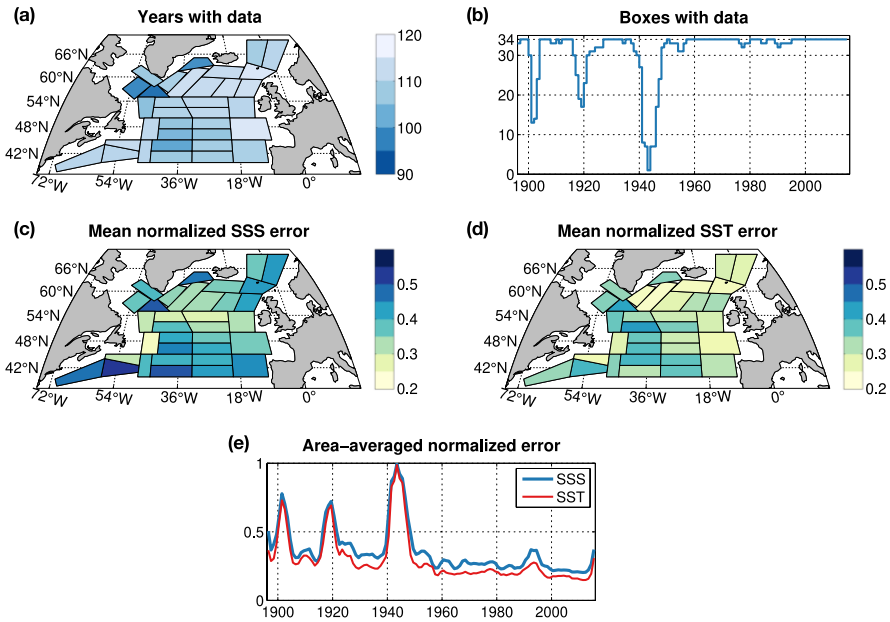 (a) Years with data
66°N
60°N
54°N
48°N
42°N
72°W 54°W 36°W 18°W 0°
120
110
100
90
(b) Boxes with data
34
30
20
10
0
1900 1920 1940 1960 1980 2000
(c) Mean normalized SSS error
66°N
60°N
54°N
48°N
42°N
72°W 54°W 36°W 18°W 0°
0.5
0.4
0.3
0.2
(d) Mean normalized SST error
66°N
60°N
54°N
48°N
42°N
72°W 54°W 36°W 18°W 0°
0.5
0.4
0.3
0.2
(e) Area–averaged normalized error
1
0.5
0
SSS
SST
1900 1920 1940 1960 1980 2000